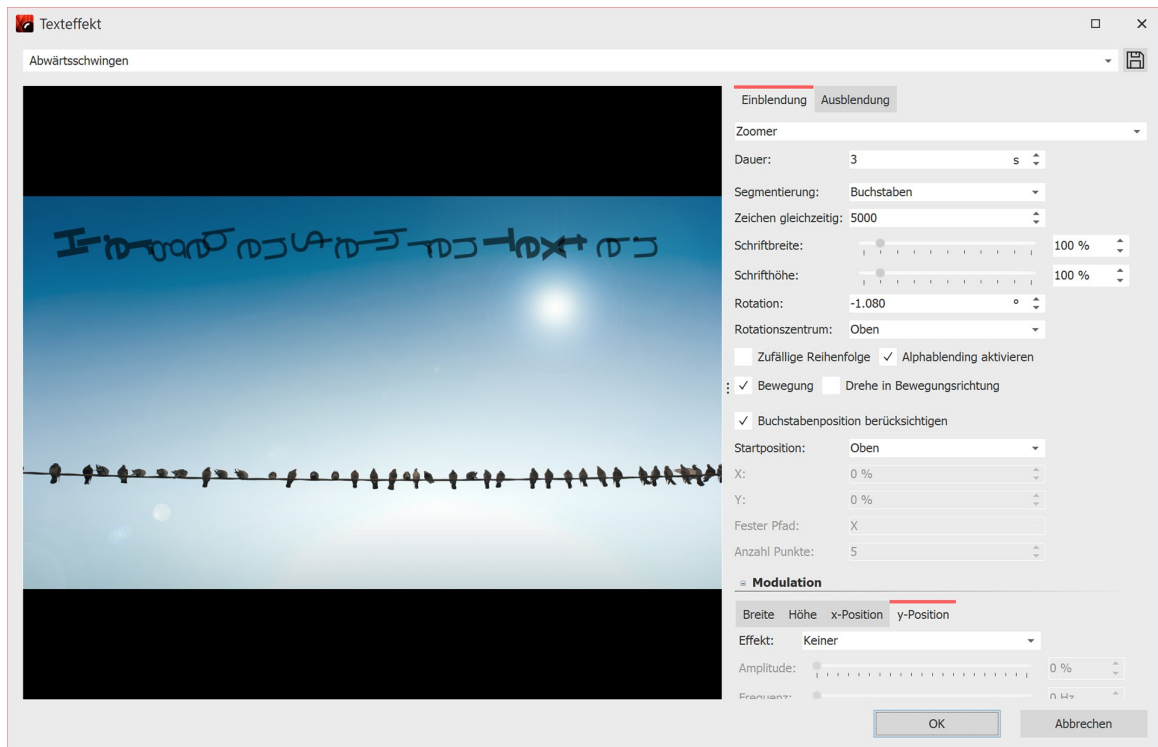 Texteffekt
Abwärtsschwingen
Einblendung Ausblendung
Zoomer
Dauer: 3 s
Segmentierung: Buchstaben
Zeichen gleichzeitig: 5000
Schriftbreite: 100 %
Schrifthöhe: 100 %
Rotation: -1.080 °
Rotationszentrum: Oben
Zufällige Reihenfolge Alphablending aktivieren
Bewegung Drehe in Bewegungsrichtung
Buchstabenposition berücksichtigen
Startposition: Oben
X: 0 %
Y: 0 %
Fester Pfad: X
Anzahl Punkte: 5
Modulation
Breite Höhe x-Position y-Position
Effekt: Keiner
Amplitude: 0 %
Frequenz: 0 Hz
OK Abbrechen